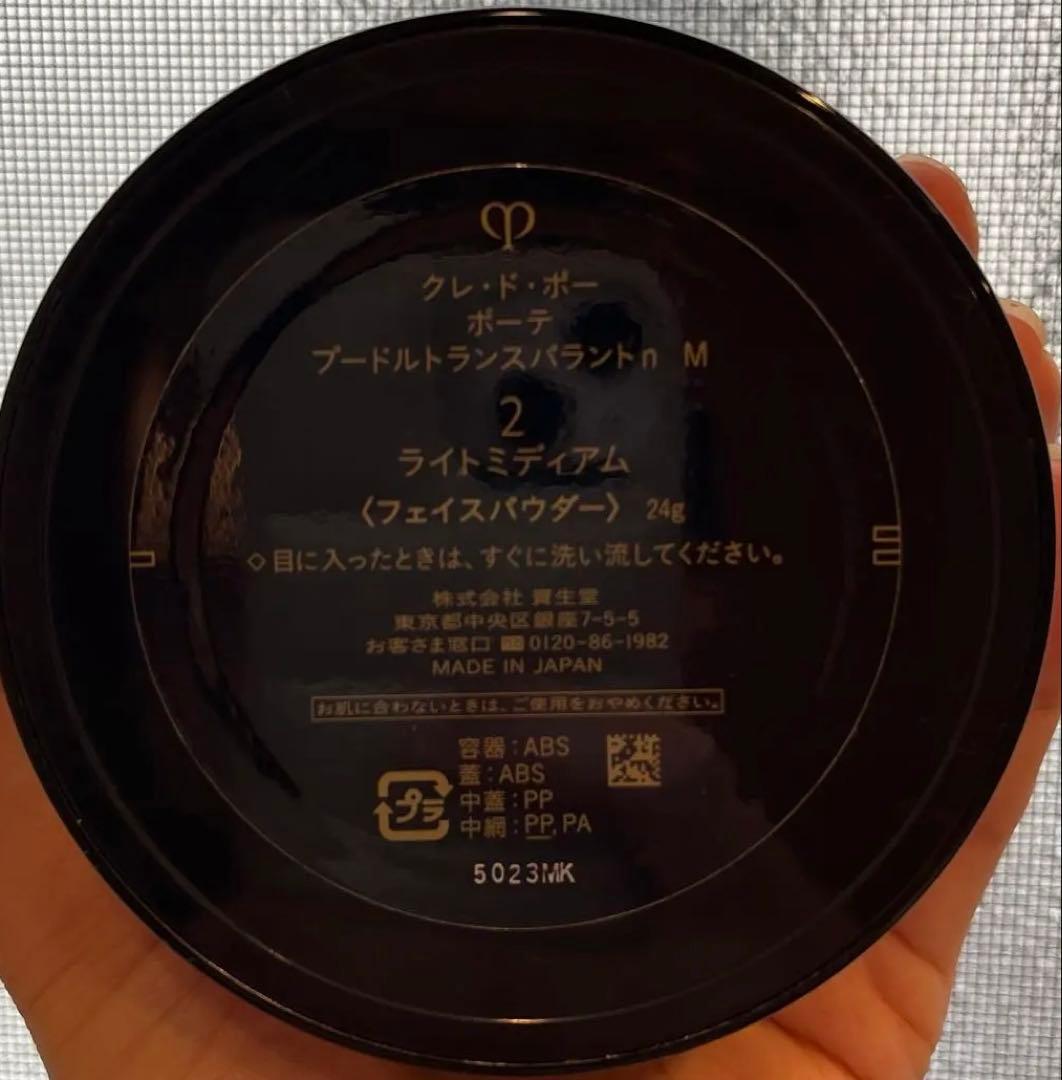 クレ・ド・ポー
ボーテ
プードルトランスパラントn M
2
ライトミディアム
〈フェイスパウダー〉 24g
◇目に入ったときは、すぐに洗い流してください。
株式会社 資生堂
東京都中央区銀座7-5-5
お客さま窓口 0120-86-1982
MADE IN JAPAN
お肌に合わないときは、ご使用をおやめください。
容器:ABS
蓋:ABS
中蓋:PP
中網:PP,PA
プラ
5023MK